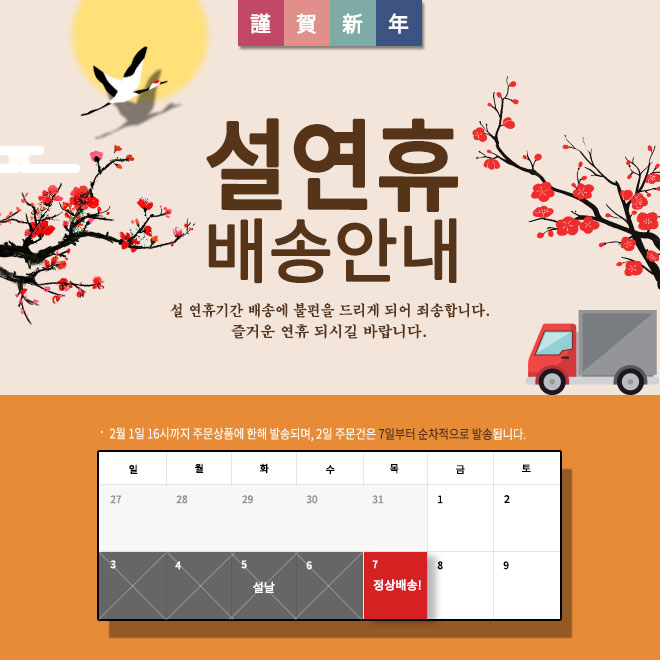 謹賀新年
설연휴
배송안내
설 연휴기간 배송에 불편을 드리게 되어 죄송합니다.
즐거운 연휴 되시길 바랍니다.
· 2월 1일 16시까지 주문상품에 한해 발송되며, 2일 주문건은 7일부터 순차적으로 발송됩니다.
일 월 화 수 목 금 토
27 28 29 30 31 1 2
3 4 5 6 7 8 9
설날 정상배송!